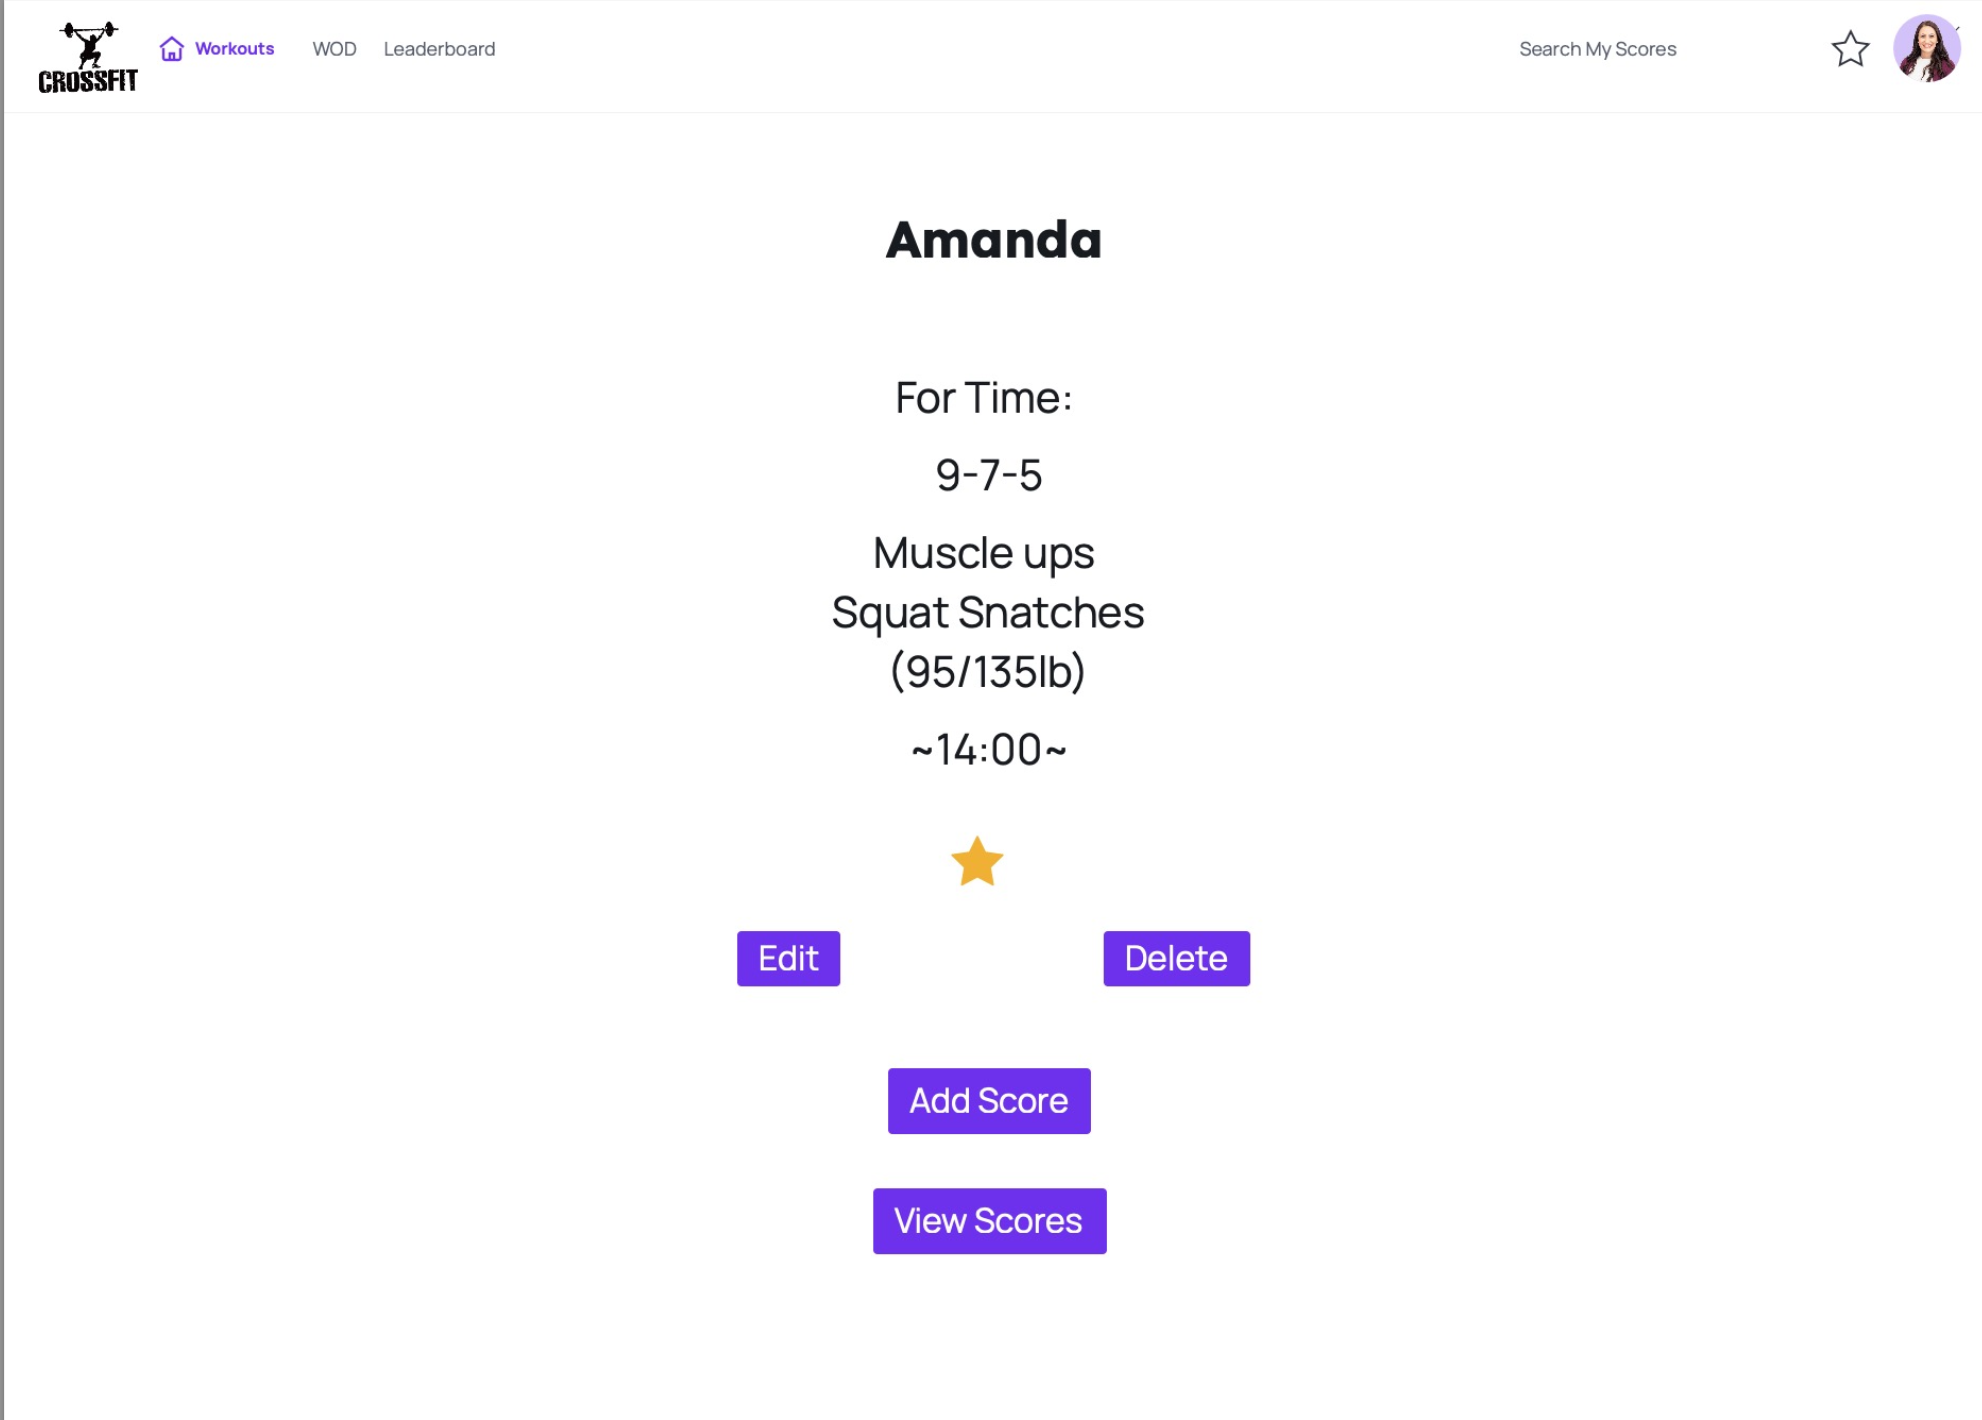 CROSSFIT
Workouts
WOD
Leaderboard
Search My Scores
Amanda
For Time:
9-7-5
Muscle ups
Squat Snatches
(95/135lb)
~14:00~
Edit
Delete
Add Score
View Scores